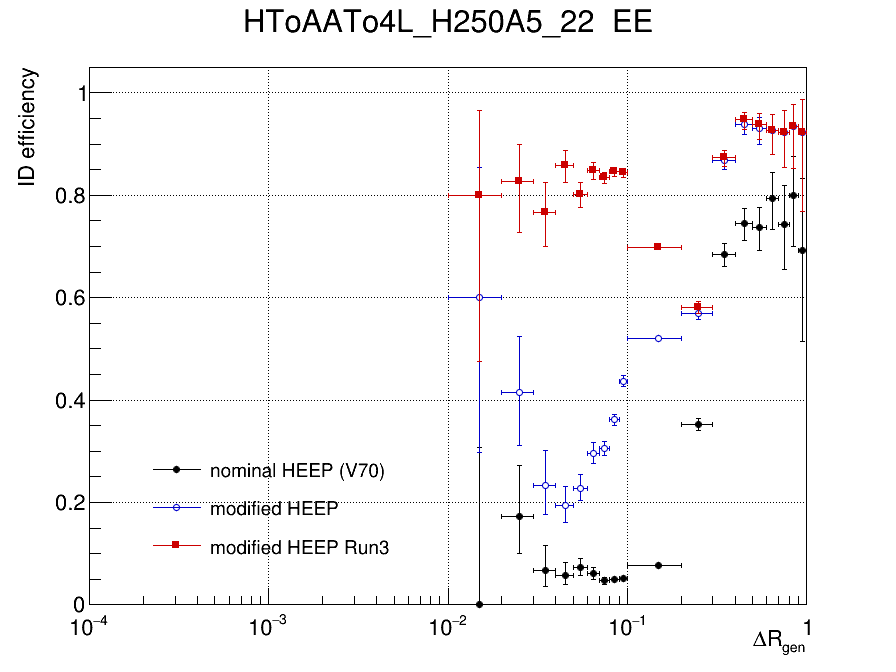 HToAATo4L_H250A5_22 EE
ID efficiency
1
0.8
0.6
0.4
0.2
0
nominal HEEP (V70)
modified HEEP
modified HEEP Run3
10⁻⁴ 10⁻³ 10⁻² 10⁻¹ 1
ΔR_gen